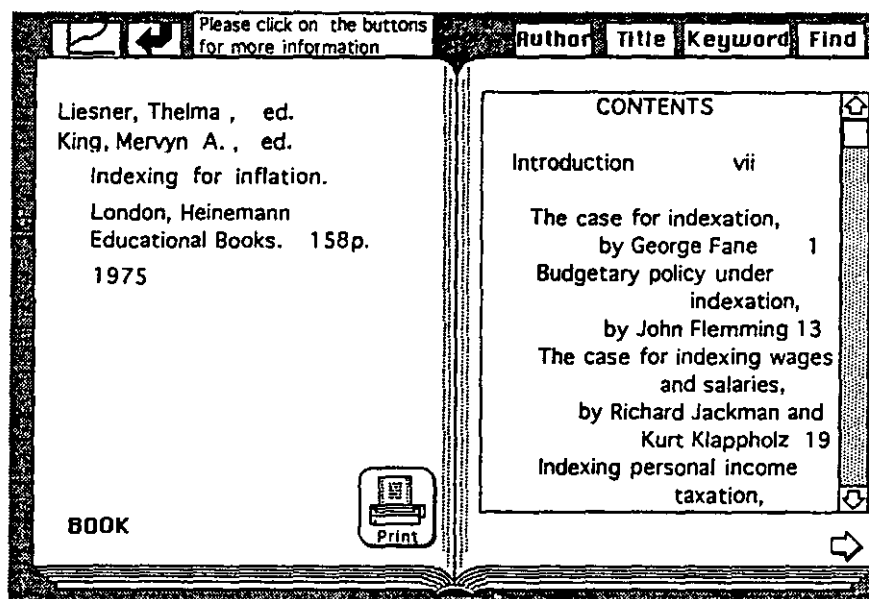 Please click on the buttons
for more information
Author Title Keyword Find
Liesner, Thelma , ed.
King, Mervyn A. , ed.
Indexing for inflation.
London, Heinemann
Educational Books. 158p.
1975
BOOK
Print
CONTENTS
Introduction vii
The case for indexation,
by George Fane 1
Budgetary policy under
indexation,
by John Flemming 13
The case for indexing wages
and salaries,
by Richard Jackman and
Kurt Klappholz 19
Indexing personal income
taxation,